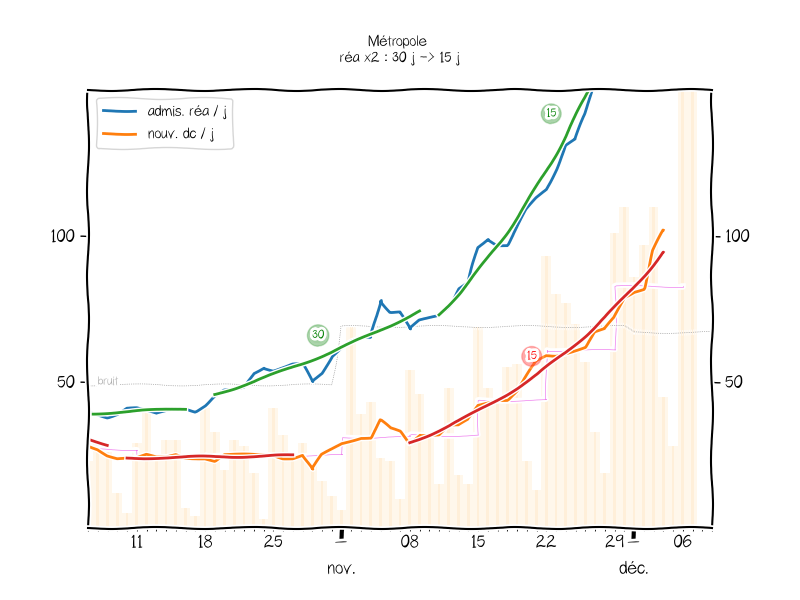 Métropole
réa x2 : 30 j -> 15 j
admis. réa / j
nouv. dc / j
15
100
100
30
15
50
50
bruit
11 18 25 08 15 22 29 06
nov. déc.